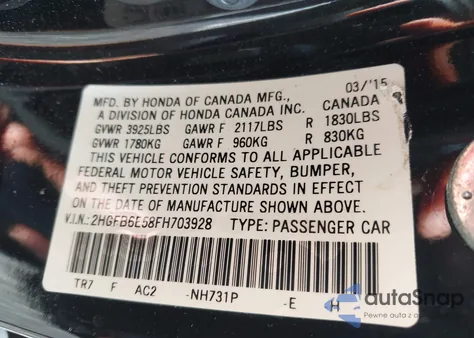 MFD. BY HONDA OF CANADA MFG., 03/'15
A DIVISION OF HONDA CANADA INC. CANADA
GVWR 3925LBS GAWR F 2117LBS R 1830LBS
GVWR 1780KG GAWR F 960KG R 830KG
THIS VEHICLE CONFORMS TO ALL APPLICABLE
FEDERAL MOTOR VEHICLE SAFETY, BUMPER,
AND THEFT PREVENTION STANDARDS IN EFFECT
ON THE DATE OF MANUFACTURE SHOWN ABOVE.
V.I.N.: 2HGFB6E58FH703928 TYPE: PASSENGER CAR
TR7 F AC2 -NH731P -E H
autaSnap
Pewne auta z